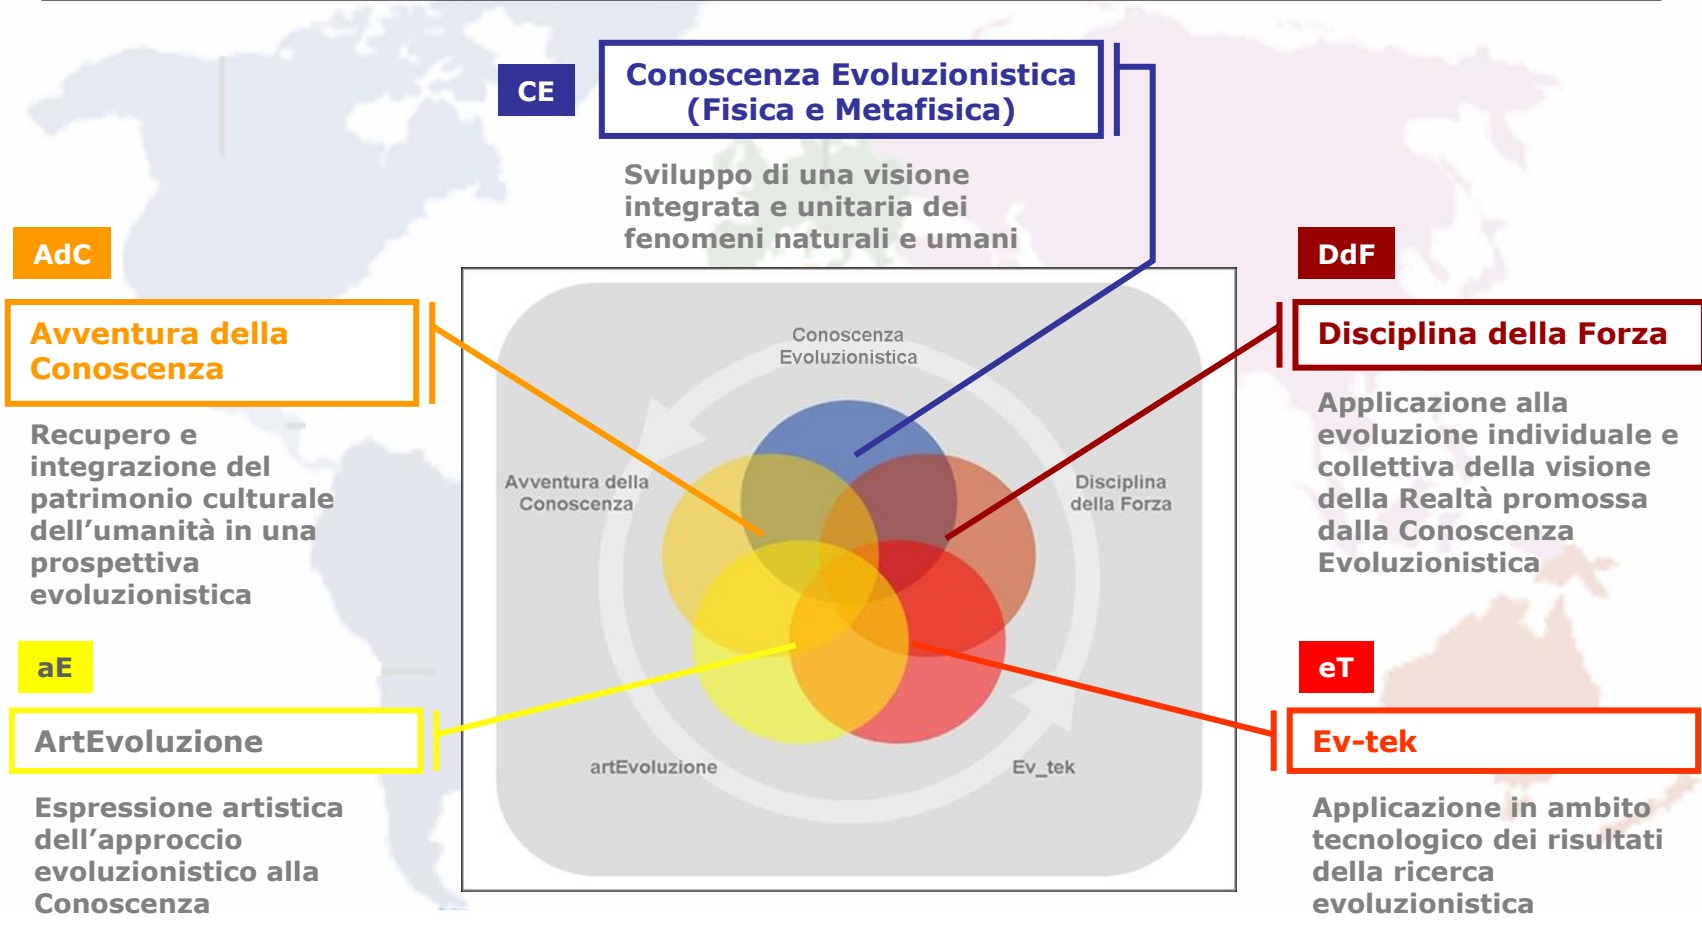 CE
Conoscenza Evoluzionistica
(Fisica e Metafisica)
Sviluppo di una visione
integrata e unitaria dei
fenomeni naturali e umani
AdC
Avventura della
Conoscenza
Recupero e
integrazione del
patrimonio culturale
dell’umanità in una
prospettiva
evoluzionistica
DdF
Disciplina della Forza
Applicazione alla
evoluzione individuale e
collettiva della visione
della Realtà promossa
dalla Conoscenza
Evoluzionistica
Conoscenza
Evoluzionistica
Avventura della
Conoscenza
Disciplina
della Forza
artEvoluzione
Ev_tek
aE
ArtEvoluzione
Espressione artistica
dell’approccio
evoluzionistico alla
Conoscenza
eT
Ev-tek
Applicazione in ambito
tecnologico dei risultati
della ricerca
evoluzionistica